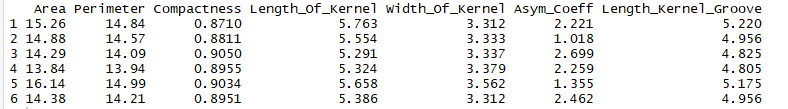 Area Perimeter Compactness Length_Of_Kernel Width_Of_Kernel Asym_Coeff Length_Kernel_Groove
1 15.26 14.84 0.8710 5.763 3.312 2.221 5.220
2 14.88 14.57 0.8811 5.554 3.333 1.018 4.956
3 14.29 14.09 0.9050 5.291 3.337 2.699 4.825
4 13.84 13.94 0.8955 5.324 3.379 2.259 4.805
5 16.14 14.99 0.9034 5.658 3.562 1.355 5.175
6 14.38 14.21 0.8951 5.386 3.312 2.462 4.956